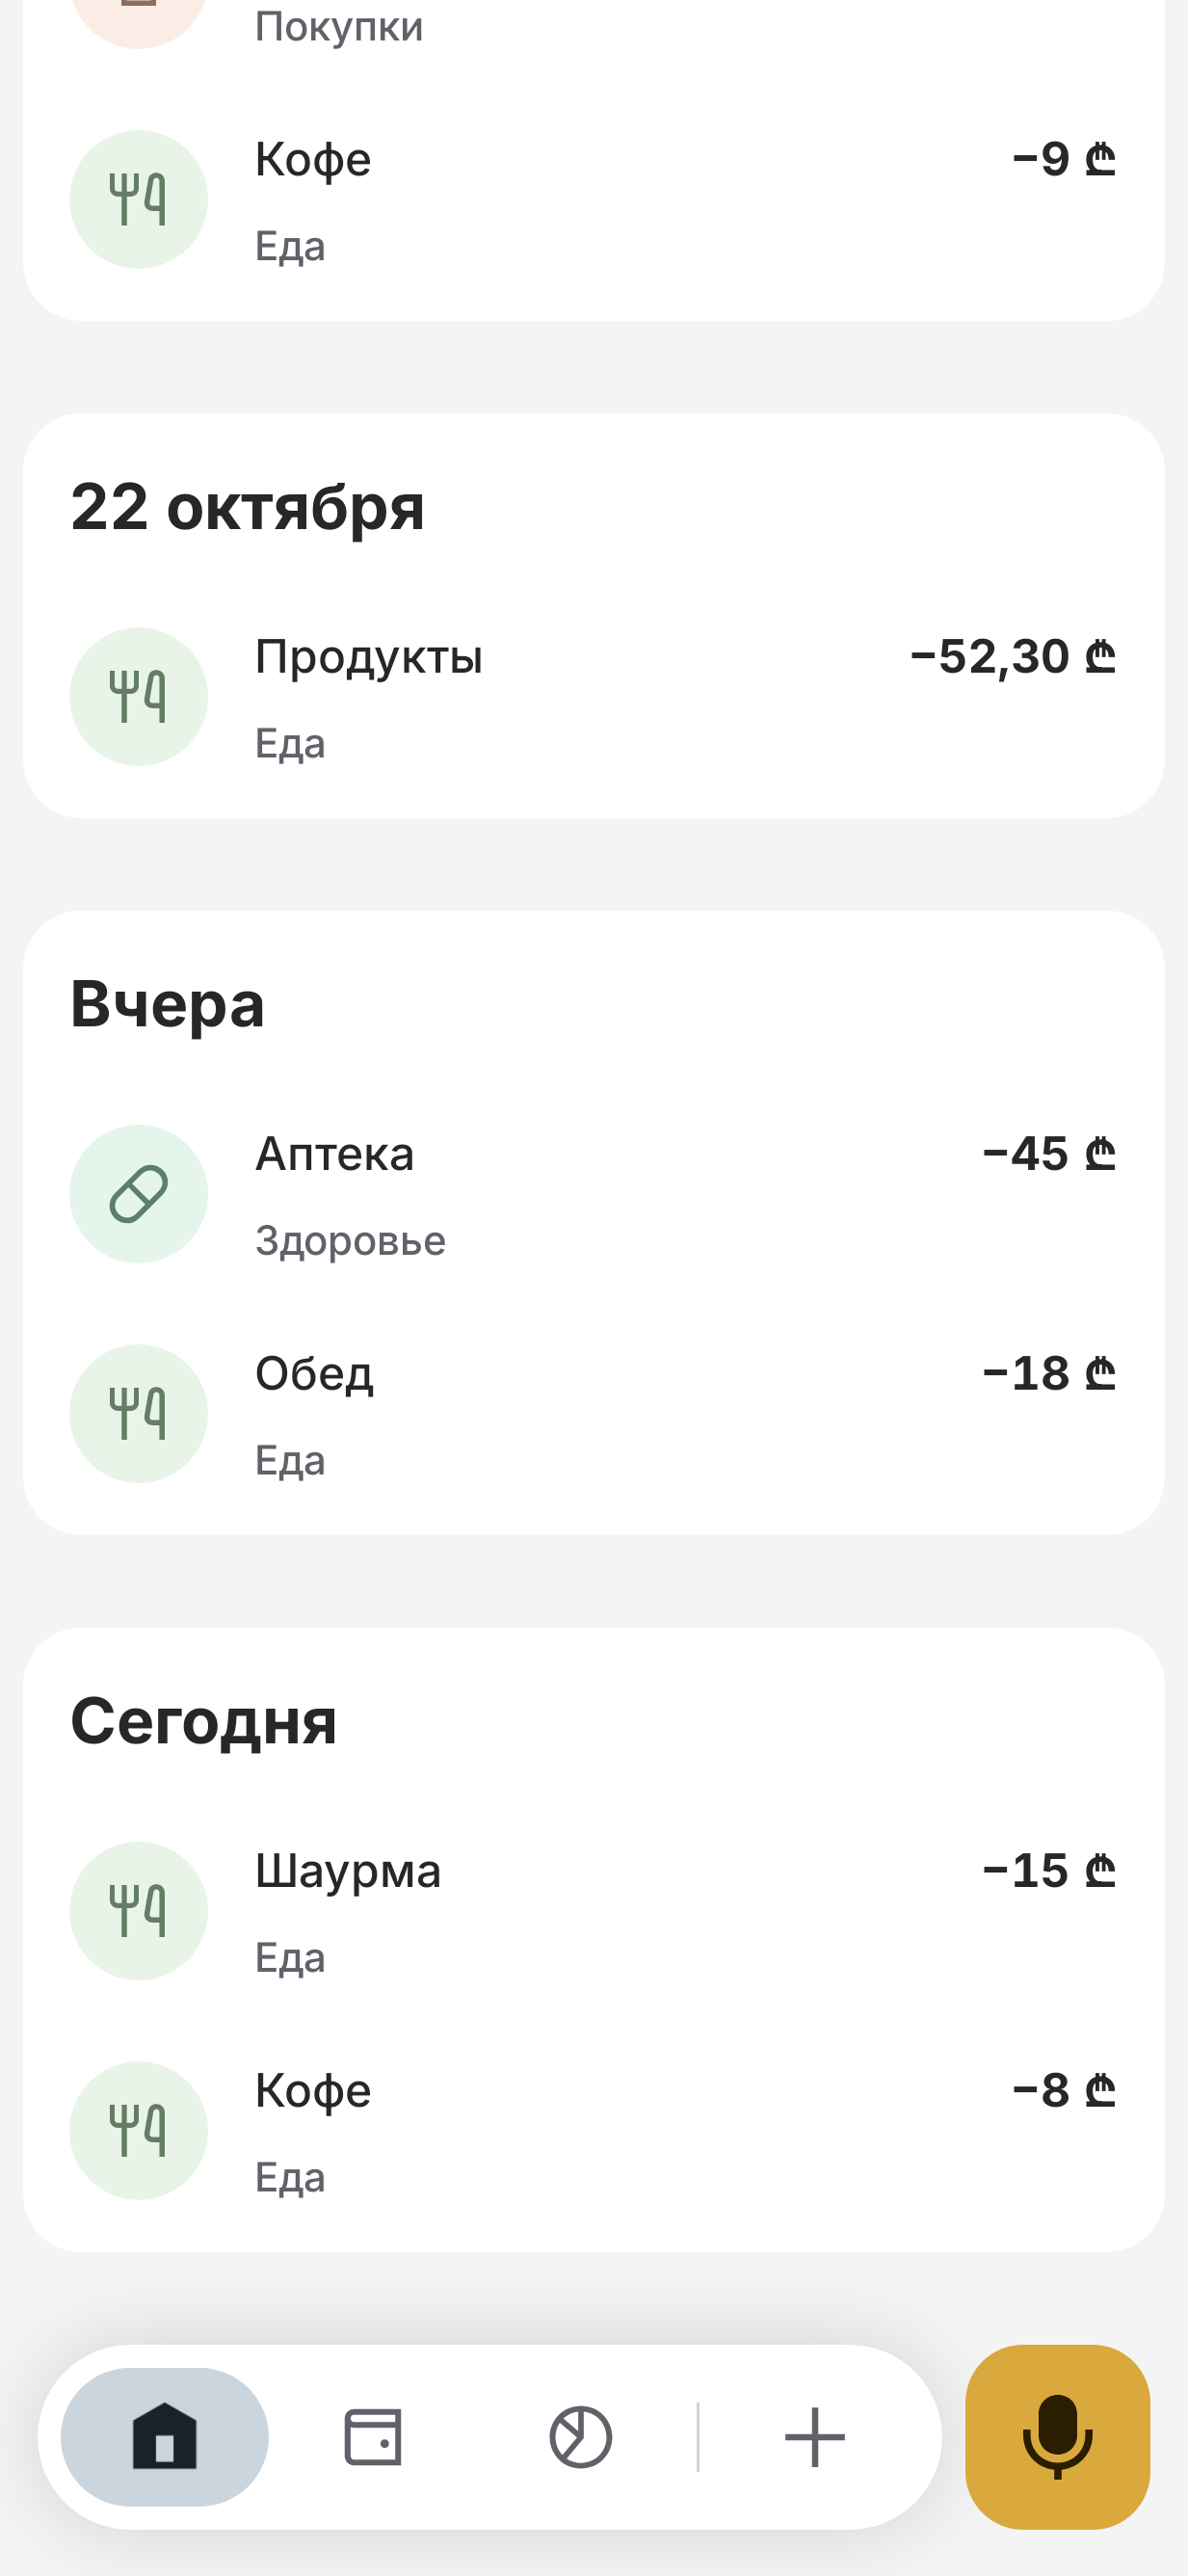 Покупки
Кофе −9 ₾
Еда
22 октября
Продукты −52,30 ₾
Еда
Вчера
Аптека −45 ₾
Здоровье
Обед −18 ₾
Еда
Сегодня
Шаурма −15 ₾
Еда
Кофе −8 ₾
Еда